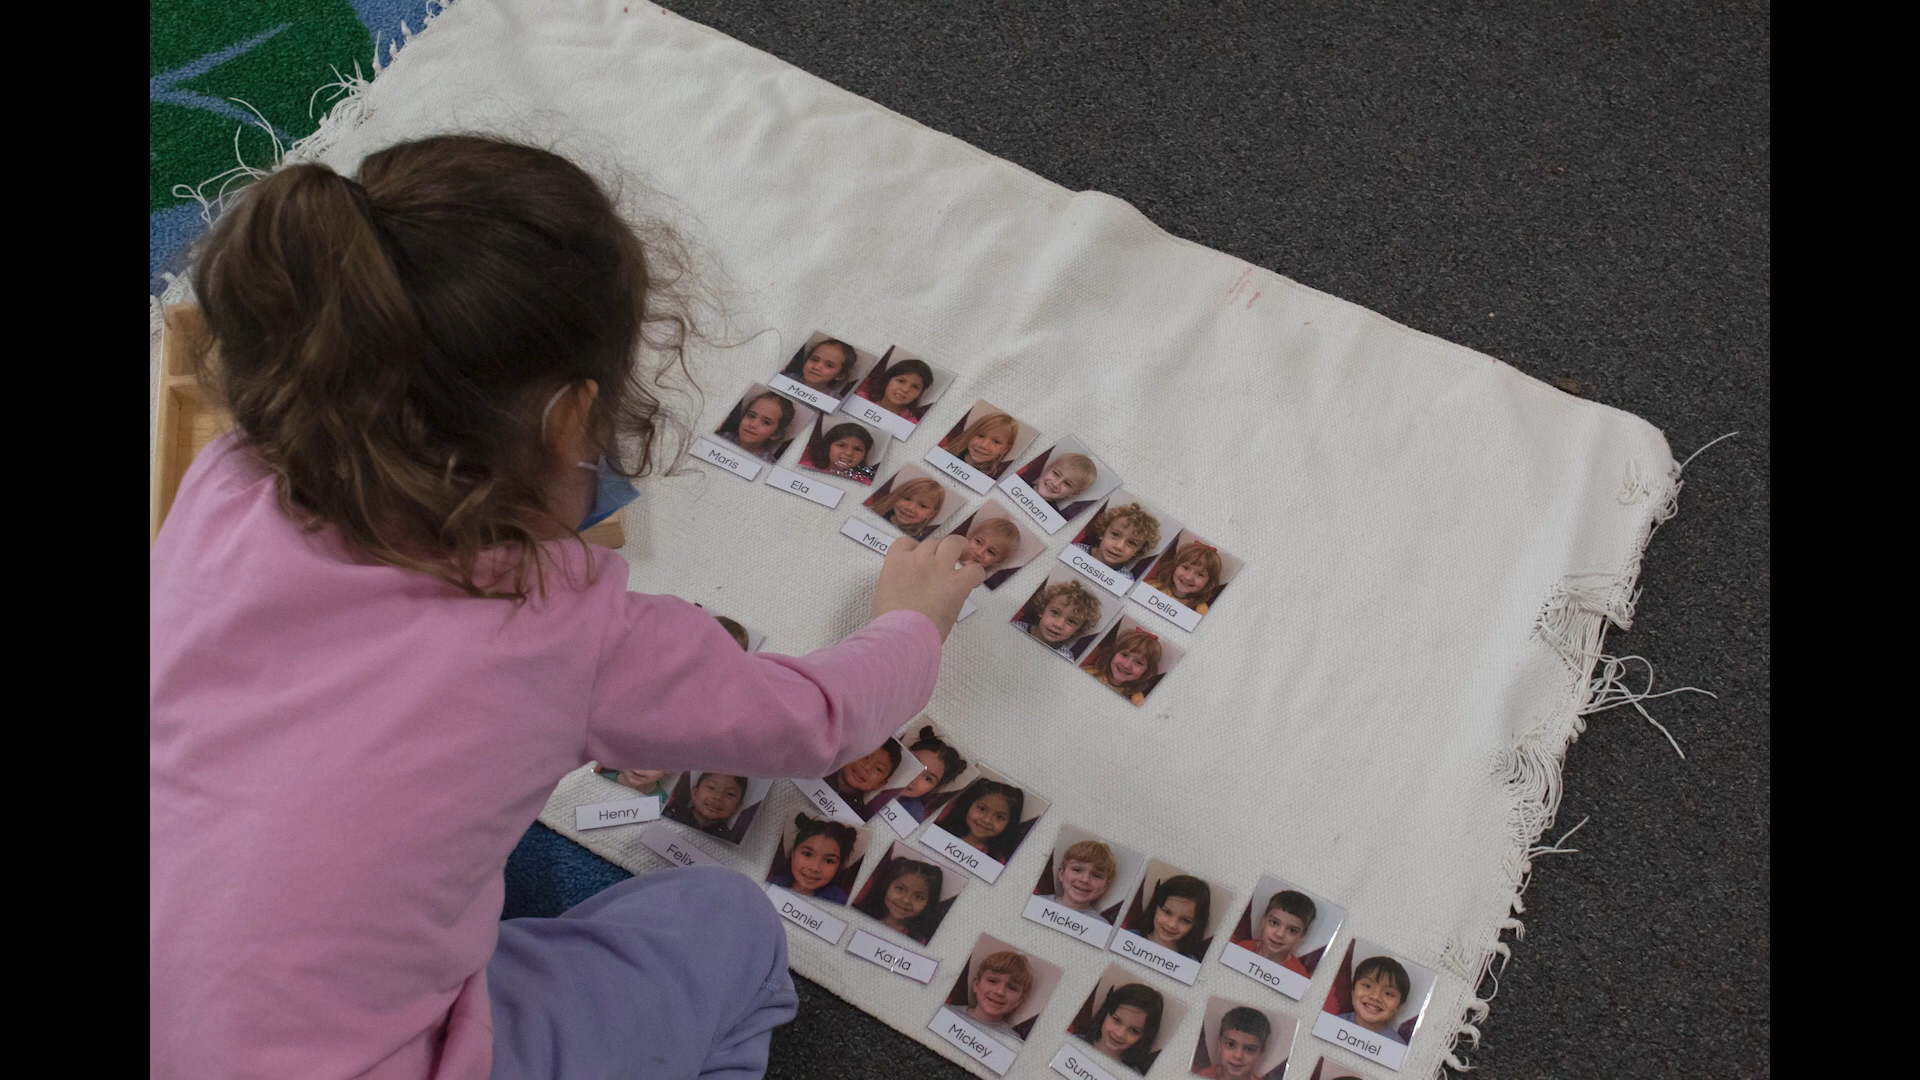 Maris
Ela
Maris
Ela
Mira
Graham
Mira
Cassius
Delia
Henry
Felix
Felix
Kayla
Daniel
Kayla
Mickey
Summer
Theo
Daniel
Mickey